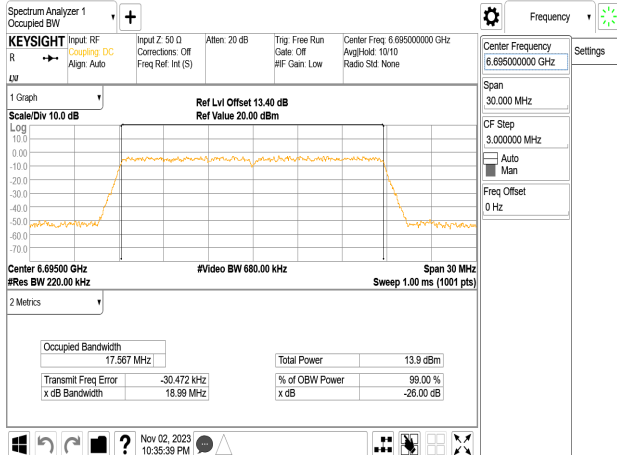 Spectrum Analyzer 1
Occupied BW
Frequency
KEYSIGHT
R
Input: RF
Coupling: DC
Align: Auto
Input Z: 50 Ω
Corrections: Off
Freq Ref: Int (S)
Atten: 20 dB
Trig: Free Run
Gate: Off
#IF Gain: Low
Center Freq: 6.695000000 GHz
Avg|Hold: 10/10
Radio Std: None
Center Frequency
6.695000000 GHz
Settings
Span
30.000 MHz
CF Step
3.000000 MHz
Auto
Man
Freq Offset
0 Hz
1 Graph
Scale/Div 10.0 dB
Ref Lvl Offset 13.40 dB
Ref Value 20.00 dBm
Log
10.0
0.00
-10.0
-20.0
-30.0
-40.0
-50.0
-60.0
-70.0
Center 6.69500 GHz
#Video BW 680.00 kHz
Span 30 MHz
#Res BW 220.00 kHz
Sweep 1.00 ms (1001 pts)
2 Metrics
Occupied Bandwidth
17.567 MHz
Total Power 13.9 dBm
Transmit Freq Error -30.472 kHz
% of OBW Power 99.00 %
x dB Bandwidth 18.99 MHz
x dB -26.00 dB
Nov 02, 2023
10:35:39 PM